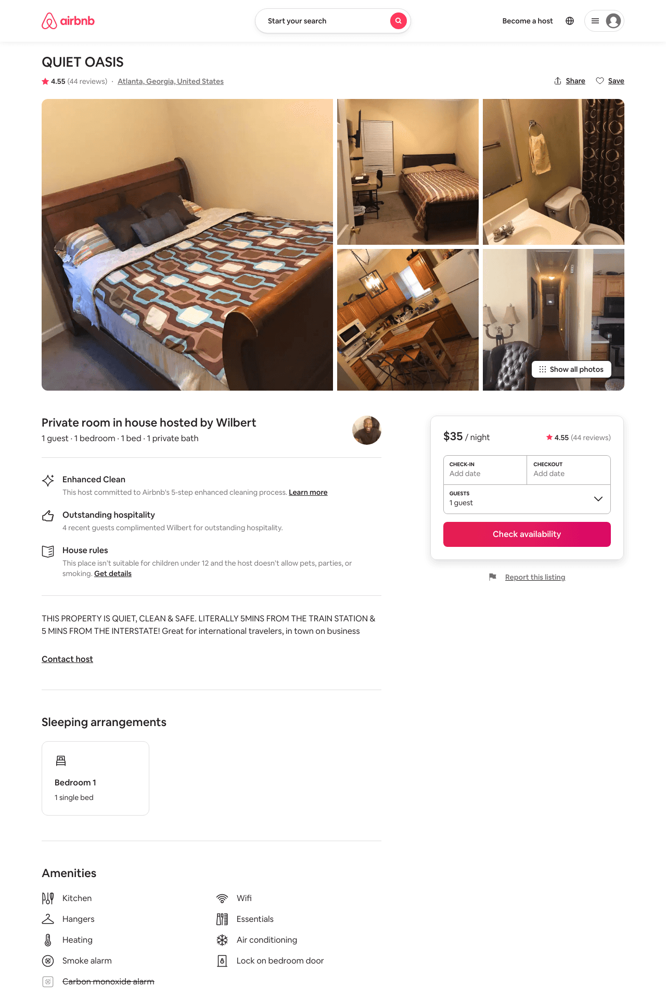 airbnb
Start your search
Become a host
QUIET OASIS
4.55 (44 reviews) · Atlanta, Georgia, United States
Share
Save
Show all photos
Private room in house hosted by Wilbert
1 guest · 1 bedroom · 1 bed · 1 private bath
Enhanced Clean
This host committed to Airbnb's 5-step enhanced cleaning process. Learn more
Outstanding hospitality
4 recent guests complimented Wilbert for outstanding hospitality.
House rules
This place isn’t suitable for children under 12 and the host doesn’t allow pets, parties, or
smoking. Get details
$35 / night
4.55 (44 reviews)
CHECK-IN
Add date
CHECKOUT
Add date
GUESTS
1 guest
Check availability
Report this listing
THIS PROPERTY IS QUIET, CLEAN & SAFE. LITERALLY 5MINS FROM THE TRAIN STATION &
5 MINS FROM THE INTERSTATE! Great for international travelers, in town on business
Contact host
Sleeping arrangements
Bedroom 1
1 single bed
Amenities
Kitchen
Wifi
Hangers
Essentials
Heating
Air conditioning
Smoke alarm
Lock on bedroom door
Carbon monoxide alarm